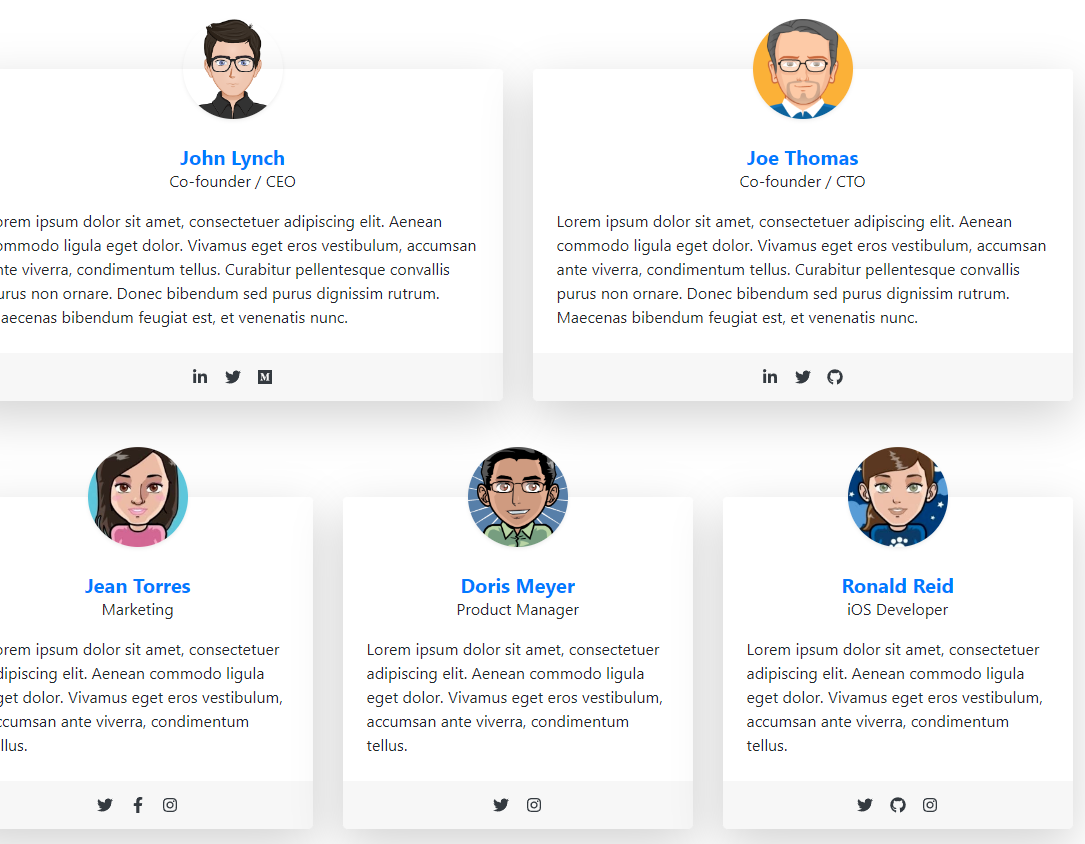 John Lynch
Co-founder / CEO
orem ipsum dolor sit amet, consectetuer adipiscing elit. Aenean
ommodo ligula eget dolor. Vivamus eget eros vestibulum, accumsan
nte viverra, condimentum tellus. Curabitur pellentesque convallis
urus non ornare. Donec bibendum sed purus dignissim rutrum.
aecenas bibendum feugiat est, et venenatis nunc.
in
M
Joe Thomas
Co-founder / CTO
Lorem ipsum dolor sit amet, consectetuer adipiscing elit. Aenean
commodo ligula eget dolor. Vivamus eget eros vestibulum, accumsan
ante viverra, condimentum tellus. Curabitur pellentesque convallis
purus non ornare. Donec bibendum sed purus dignissim rutrum.
Maecenas bibendum feugiat est, et venenatis nunc.
in
Jean Torres
Marketing
orem ipsum dolor sit amet, consectetuer
dipiscing elit. Aenean commodo ligula
get dolor. Vivamus eget eros vestibulum,
ccumsan ante viverra, condimentum
llus.
f
Doris Meyer
Product Manager
Lorem ipsum dolor sit amet, consectetuer
adipiscing elit. Aenean commodo ligula
eget dolor. Vivamus eget eros vestibulum,
accumsan ante viverra, condimentum
tellus.
Ronald Reid
iOS Developer
Lorem ipsum dolor sit amet, consectetuer
adipiscing elit. Aenean commodo ligula
eget dolor. Vivamus eget eros vestibulum,
accumsan ante viverra, condimentum
tellus.